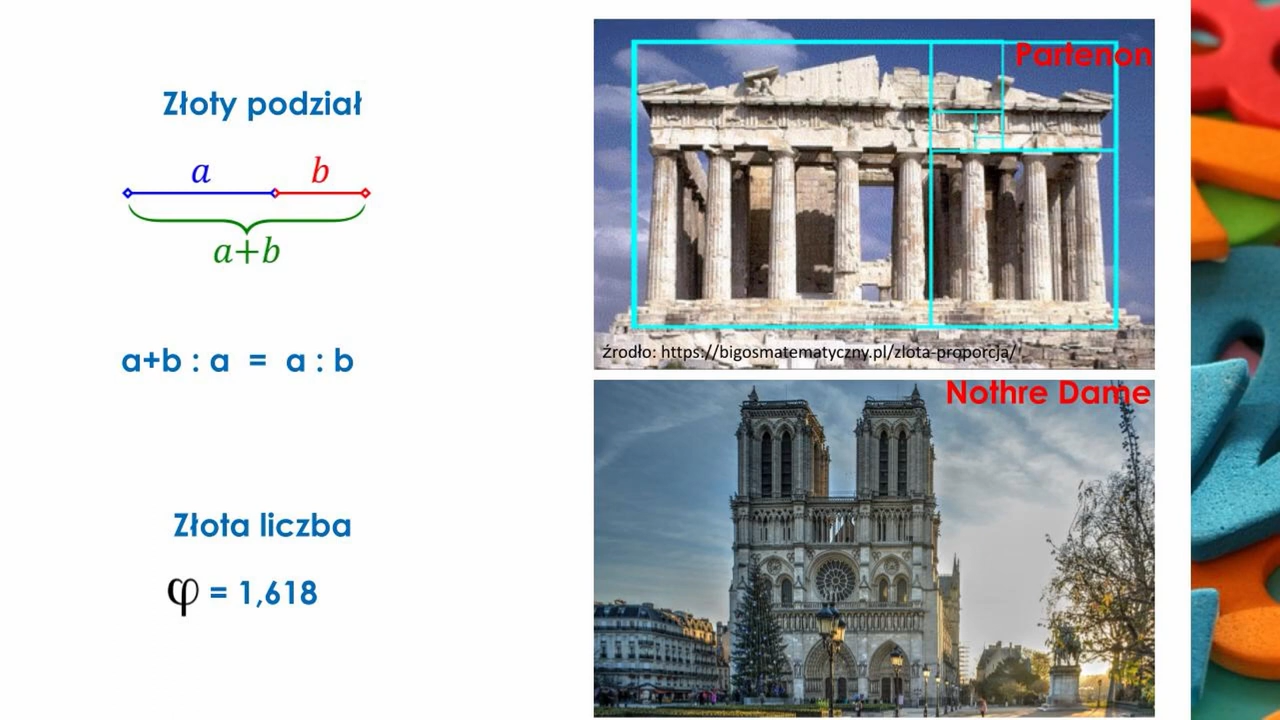 Złoty podział
a b
a+b
a+b : a = a : b
Złota liczba
φ = 1,618
Partenon
źrodło: https://bigosmatematyczny.pl/zlota-proporcja/
Nothre Dame